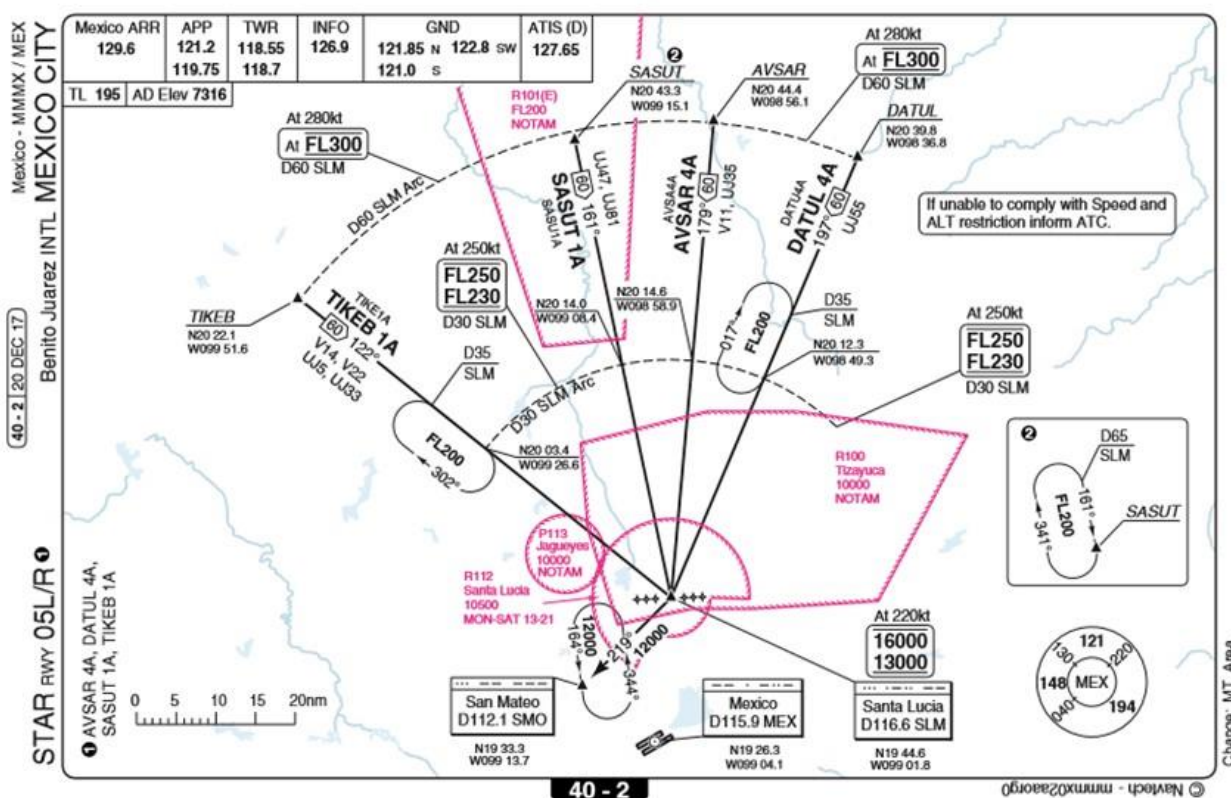 Mexico - MMMX / MEX
Benito Juarez INTL MEXICO CITY
40 - 2 20 DEC 17
STAR RWY 05L/R ❶
Mexico ARR
129.6
APP
121.2
119.75
TWR
118.55
118.7
INFO
126.9
GND
121.85 N 122.8 SW
121.0 S
ATIS (D)
127.65
TL 195 AD Elev 7316
❷
SASUT
N20 43.3
W099 15.1
AVSAR
N20 44.4
W098 56.1
At 280kt
At FL300
D60 SLM
DATUL
N20 39.8
W098 36.8
R101(E)
FL200
NOTAM
At 280kt
At FL300
D60 SLM
D60 SLM Arc
If unable to comply with Speed and
ALT restriction inform ATC.
UJ47, UJ81
60 161°
SASUT 1A
SASU1A
AVSA4A
AVSAR 4A
179° 60
V11, UJ35
DATU4A
DATUL 4A
197° 60
UJ55
At 250kt
FL250
FL230
D30 SLM
TIKEB
N20 22.1
W099 51.6
TIKE1A
TIKEB 1A
60 122°
V14, V22
UJ5, UJ33
N20 14.0
W099 08.4
N20 14.6
W098 58.9
017°
FL200
D35
SLM
N20 12.3
W098 49.3
At 250kt
FL250
FL230
D30 SLM
D35
SLM
D30 SLM Arc
FL200
302°
N20 03.4
W099 26.6
R100
Tizayuca
10000
NOTAM
❷
D65
SLM
FL200
161°
341°
SASUT
P113
Jagueyes
10000
NOTAM
R112
Santa Lucia
10500
MON-SAT 13-21
12000
164°
219°
12000
344°
At 220kt
16000
13000
❶ AVSAR 4A, DATUL 4A,
SASUT 1A, TIKEB 1A
0 5 10 15 20nm
San Mateo
D112.1 SMO
N19 33.3
W099 13.7
Mexico
D115.9 MEX
N19 26.3
W099 04.1
Santa Lucia
D116.6 SLM
N19 44.6
W099 01.8
121
130
220
148
MEX
194
040
Change: MT, Area
40 - 2
© Navtech - mmmx02aaorg0